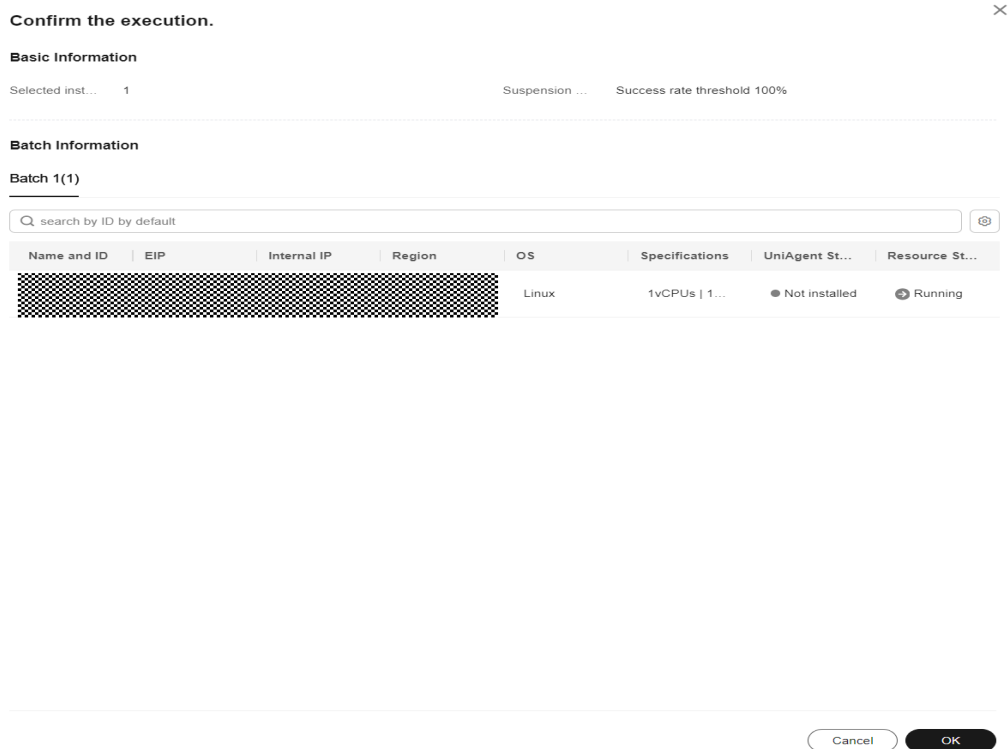 Confirm the execution.
Basic Information
Selected inst... 1 Suspension ... Success rate threshold 100%
Batch Information
Batch 1(1)
search by ID by default
Name and ID EIP Internal IP Region OS Specifications UniAgent St... Resource St...
Linux 1vCPUs | 1... Not installed Running
Cancel OK